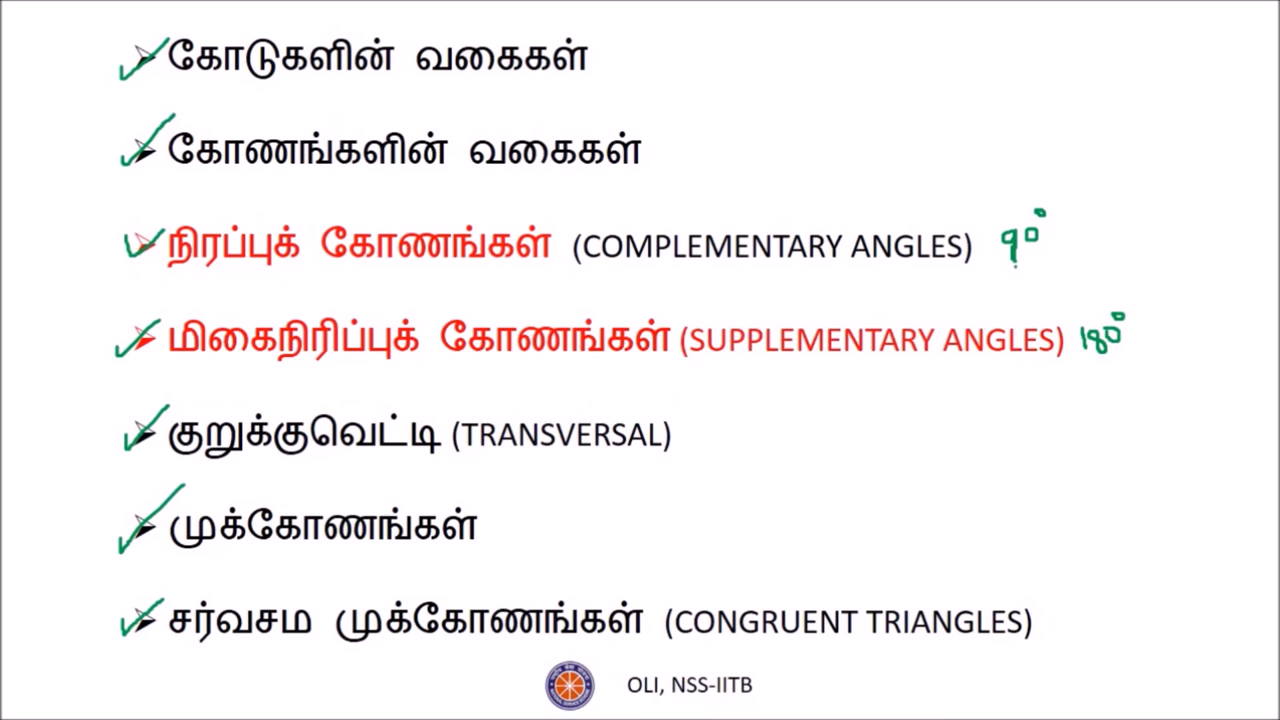 கோடுகளின் வகைகள்
கோணங்களின் வகைகள்
நிரப்புக் கோணங்கள் (COMPLEMENTARY ANGLES) 90°
மிகைநிரிப்புக் கோணங்கள் (SUPPLEMENTARY ANGLES) 180°
குறுக்குவெட்டி (TRANSVERSAL)
முக்கோணங்கள்
சர்வசம முக்கோணங்கள் (CONGRUENT TRIANGLES)
OLI, NSS-IITB